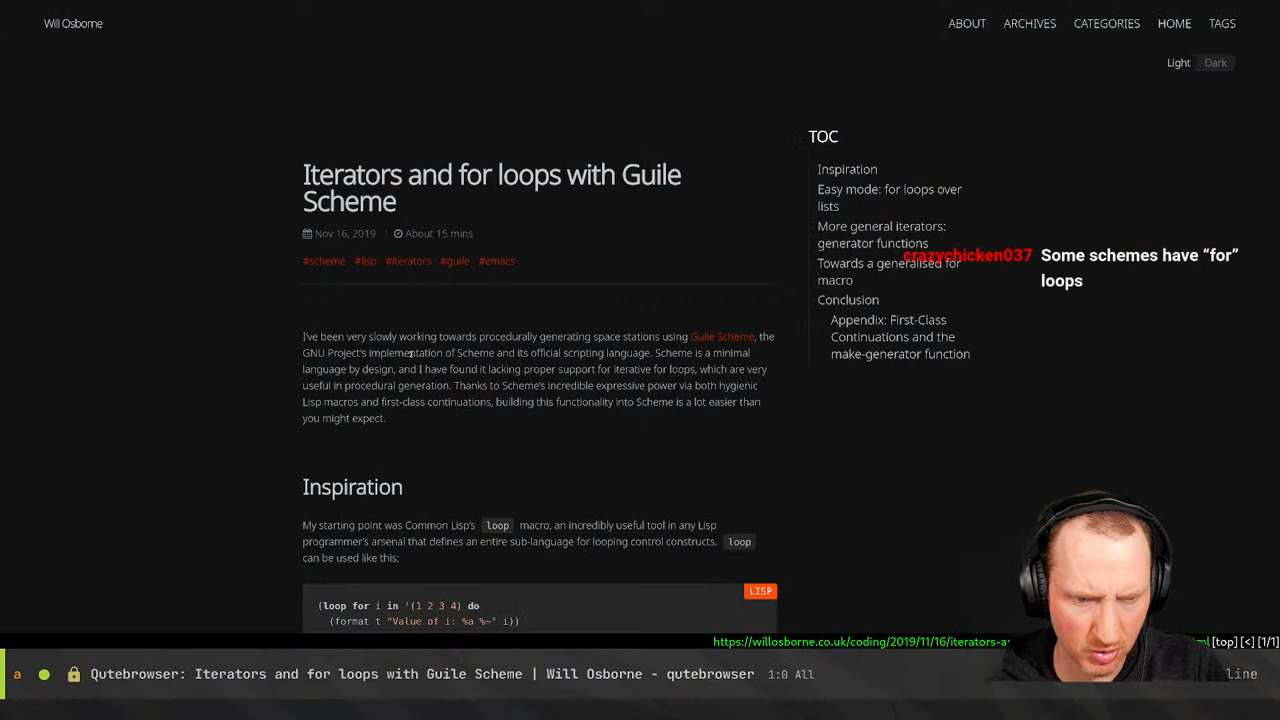 Will Osborne
ABOUT ARCHIVES CATEGORIES HOME TAGS
Light Dark
TOC
Inspiration
Easy mode: for loops over
lists
More general iterators:
generator functions
Towards a generalised for
macro
Conclusion
Appendix: First-Class
Continuations and the
make-generator function
crazychicken037 Some schemes have “for”
loops
Iterators and for loops with Guile
Scheme
Nov 16, 2019 About 15 mins
#scheme #lisp #iterators #guile #emacs
I've been very slowly working towards procedurally generating space stations using Guile Scheme, the
GNU Project's implementation of Scheme and its official scripting language. Scheme is a minimal
language by design, and I have found it lacking proper support for iterative for loops, which are very
useful in procedural generation. Thanks to Scheme's incredible expressive power via both hygienic
Lisp macros and first-class continuations, building this functionality into Scheme is a lot easier than
you might expect.
Inspiration
My starting point was Common Lisp's loop macro, an incredibly useful tool in any Lisp
programmer's arsenal that defines an entire sub-language for looping control constructs. loop
can be used like this:
LISP
(loop for i in '(1 2 3 4) do
(format t "Value of i: %a %~" i))
https://willosborne.co.uk/coding/2019/11/16/iterators-a ml [top] [<] [1/1]
a Qutebrowser: Iterators and for loops with Guile Scheme | Will Osborne - qutebrowser 1:0 All line